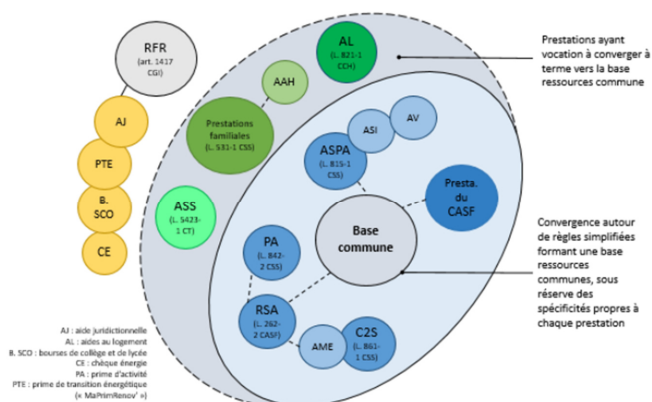 RFR
(art. 1417
CGI)
AJ
PTE
B.
SCO
CE
AL
(L. 821-1
CCH)
AAH
Prestations
familiales
(L. 531-1 CSS)
ASS
(L. 5423-
1 CT)
ASPA
(L. 815-1
CSS)
ASI
AV
Presta.
du
CASF
Base
commune
PA
(L. 842-
2 CSS)
RSA
(L. 262-
2 CASF)
AME
C2S
(L. 861-
1 CSS)
Prestations ayant
vocation à converger à
terme vers la base
ressources commune
Convergence autour
de règles simplifiées
formant une base
ressources
communes, sous
réserve des
spécificités propres à
chaque prestation
AJ : aide juridictionnelle
AL : aides au logement
B. SCO : bourses de collège et de lycée
CE : chèque énergie
PA : prime d'activité
PTE : prime de transition énergétique
(« MaPrimRenov' »)